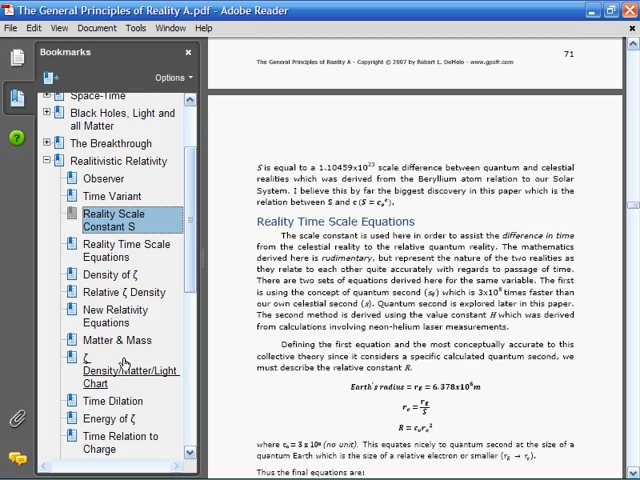 The General Principles of Reality A.pdf - Adobe Reader
File Edit View Document Tools Window Help
Bookmarks
Options
Space-Time
Black Holes, Light and
all Matter
The Breakthrough
Realitivistic Relativity
Observer
Time Variant
Reality Scale
Constant S
Reality Time Scale
Equations
Density of ζ
Relative ζ Density
New Relativity
Equations
Matter & Mass
ζ
Density/Matter/Light
Chart
Time Dilation
Energy of ζ
Time Relation to
Charge
71
The General Principles of Reality A - Copyright © 2007 by Robert L. DeMelo - www.gpofr.com
S is equal to a 1.10459x10²³ scale difference between quantum and celestial
realities which was derived from the Beryllium atom relation to our Solar
System. I believe this by far the biggest discovery in this paper which is the
relation between S and c (S = cₒᵉ).
Reality Time Scale Equations
The scale constant is used here in order to assist the difference in time
from the celestial reality to the relative quantum reality. The mathematics
derived here is rudimentary, but represent the nature of the two realities as
they relate to each other quite accurately with regards to passage of time.
There are two sets of equations derived here for the same variable. The first
is using the concept of quantum second (sq) which is 3x10⁸ times faster than
our own celestial second (s). Quantum second is explored later in this paper.
The second method is derived using the value constant H which was derived
from calculations involving neon-helium laser measurements.
Defining the first equation and the most conceptually accurate to this
collective theory since it considers a specific calculated quantum second, we
must describe the relative constant R.
Earth's radius = r_E = 6.378x10⁶m
r_e = r_E / S
R = cₒr_e²
where cₒ = 3 x 10⁸ (no unit). This equates nicely to quantum second at the size of a
quantum Earth which is the size of a relative electron or smaller (r_E → r_e).
Thus the final equations are: